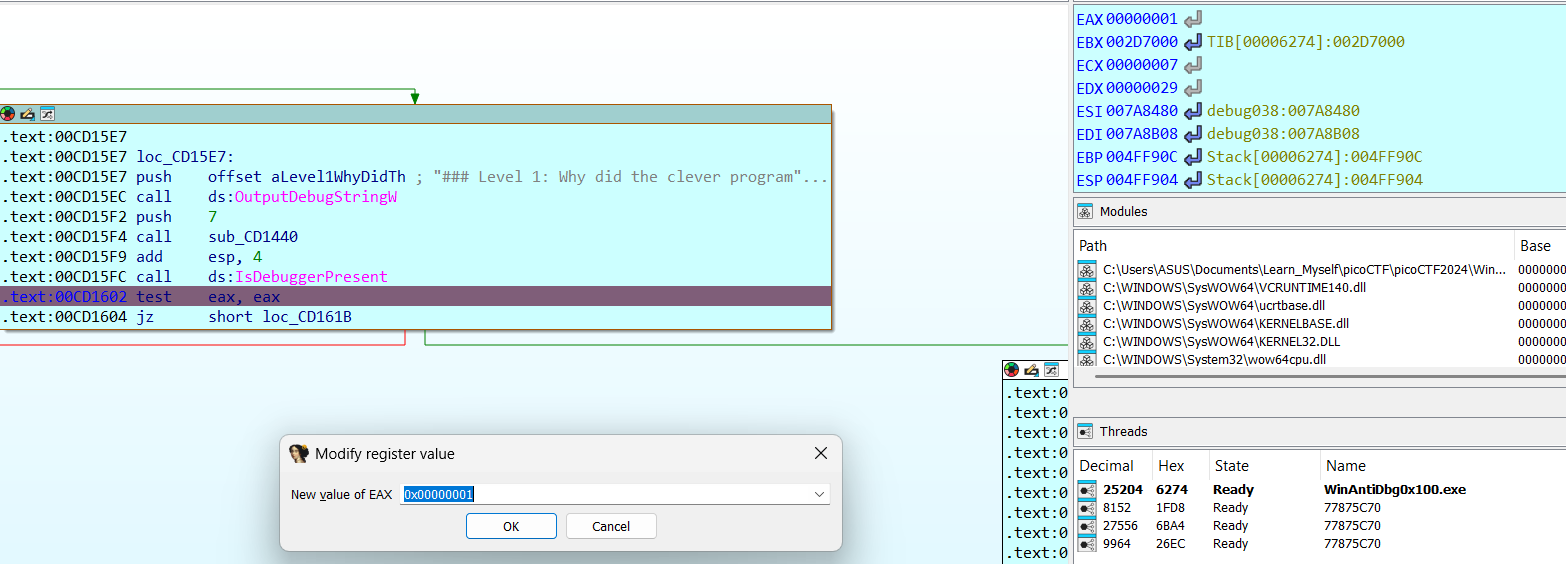 .text:00CD15E7
.text:00CD15E7 loc_CD15E7:
.text:00CD15E7 push    offset aLevel1WhyDidTh ; "### Level 1: Why did the clever program"...
.text:00CD15EC call    ds:OutputDebugStringW
.text:00CD15F2 push    7
.text:00CD15F4 call    sub_CD1440
.text:00CD15F9 add     esp, 4
.text:00CD15FC call    ds:IsDebuggerPresent
.text:00CD1602 test    eax, eax
.text:00CD1604 jz      short loc_CD161B
.text:0
.text:0
.text:0
.text:0
.text:0
.text:0
.text:0
.text:0
.text:0
Modify register value
New value of EAX 0x00000001
OK Cancel
EAX 00000001
EBX 002D7000 TIB[00006274]:002D7000
ECX 00000007
EDX 00000029
ESI 007A8480 debug038:007A8480
EDI 007A8B08 debug038:007A8B08
EBP 004FF90C Stack[00006274]:004FF90C
ESP 004FF904 Stack[00006274]:004FF904
Modules
Path Base
C:\Users\ASUS\Documents\Learn_Myself\picoCTF\picoCTF2024\Win... 0000000
C:\WINDOWS\SysWOW64\VCRUNTIME140.dll 0000000
C:\WINDOWS\SysWOW64\ucrtbase.dll 0000000
C:\WINDOWS\SysWOW64\KERNELBASE.dll 0000000
C:\WINDOWS\SysWOW64\KERNEL32.DLL 0000000
C:\WINDOWS\System32\wow64cpu.dll 0000000
Threads
Decimal Hex State Name
25204 6274 Ready WinAntiDbg0x100.exe
8152 1FD8 Ready 77875C70
27556 6BA4 Ready 77875C70
9964 26EC Ready 77875C70